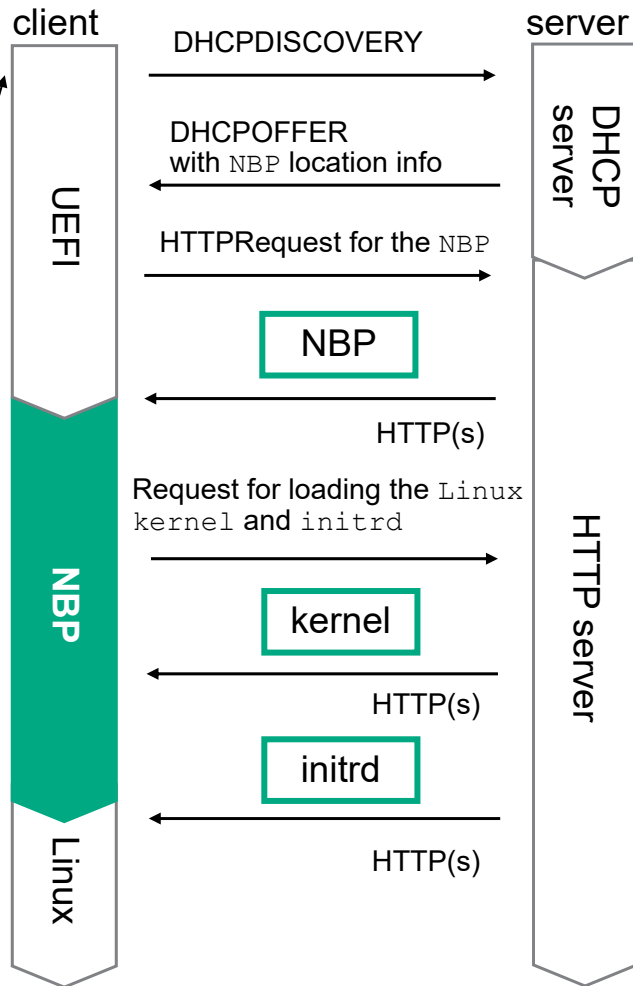 client
server
DHCPDISCOVERY
DHCP
server
DHCPOFFER
with NBP location info
UEFI
HTTPRequest for the NBP
NBP
HTTP(s)
Request for loading the Linux
kernel and initrd
NBP
HTTP server
kernel
HTTP(s)
initrd
HTTP(s)
Linux